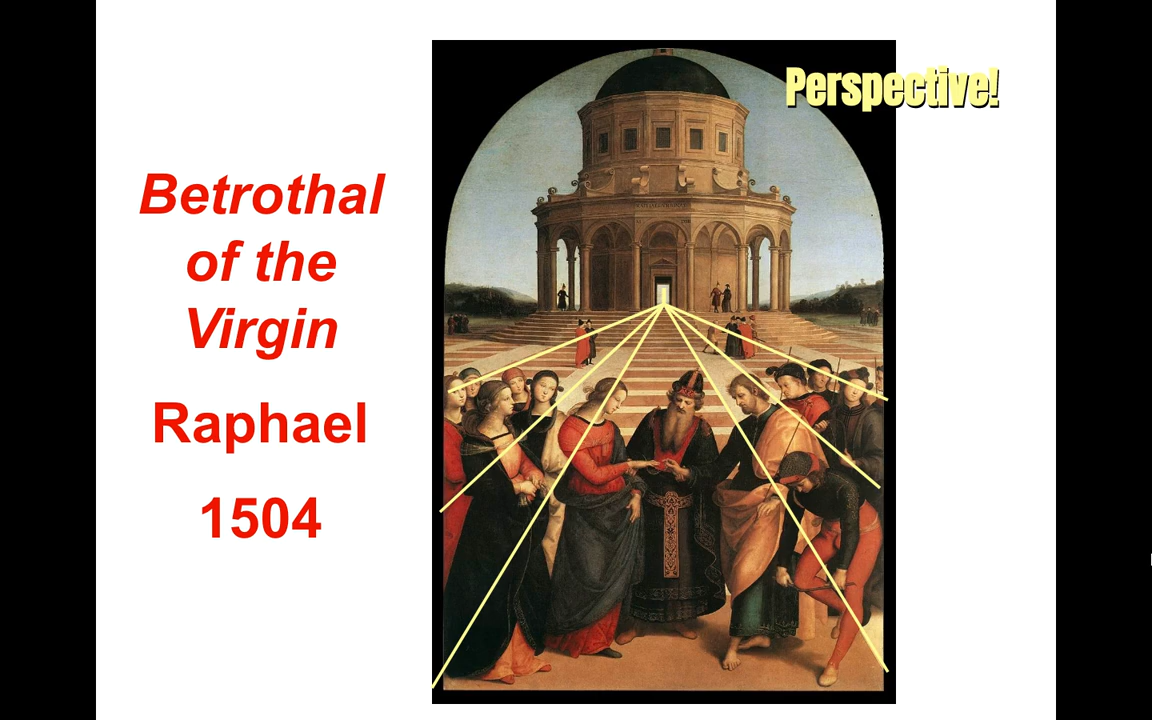 Betrothal
of the
Virgin
Raphael
1504
Perspective!